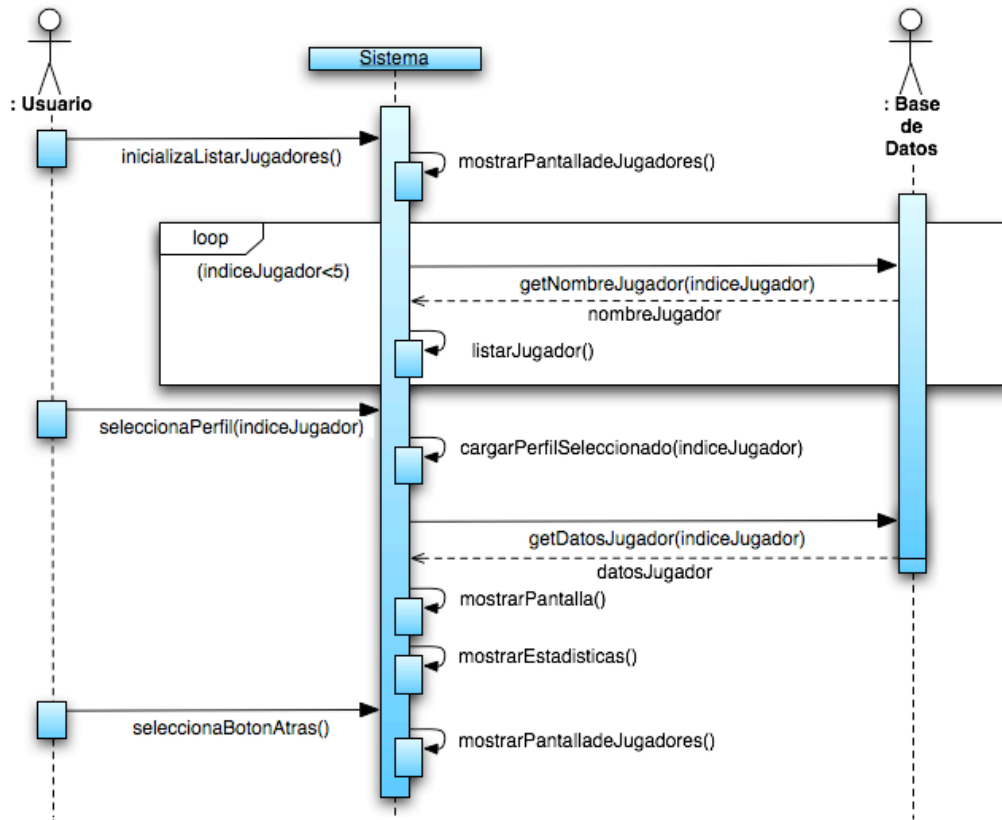 Sistema
: Usuario
: Base
de
Datos
inicializaListarJugadores()
mostrarPantalladeJugadores()
loop
(indiceJugador<5)
getNombreJugador(indiceJugador)
nombreJugador
listarJugador()
seleccionaPerfil(indiceJugador)
cargarPerfilSeleccionado(indiceJugador)
getDatosJugador(indiceJugador)
datosJugador
mostrarPantalla()
mostrarEstadisticas()
seleccionaBotonAtras()
mostrarPantalladeJugadores()